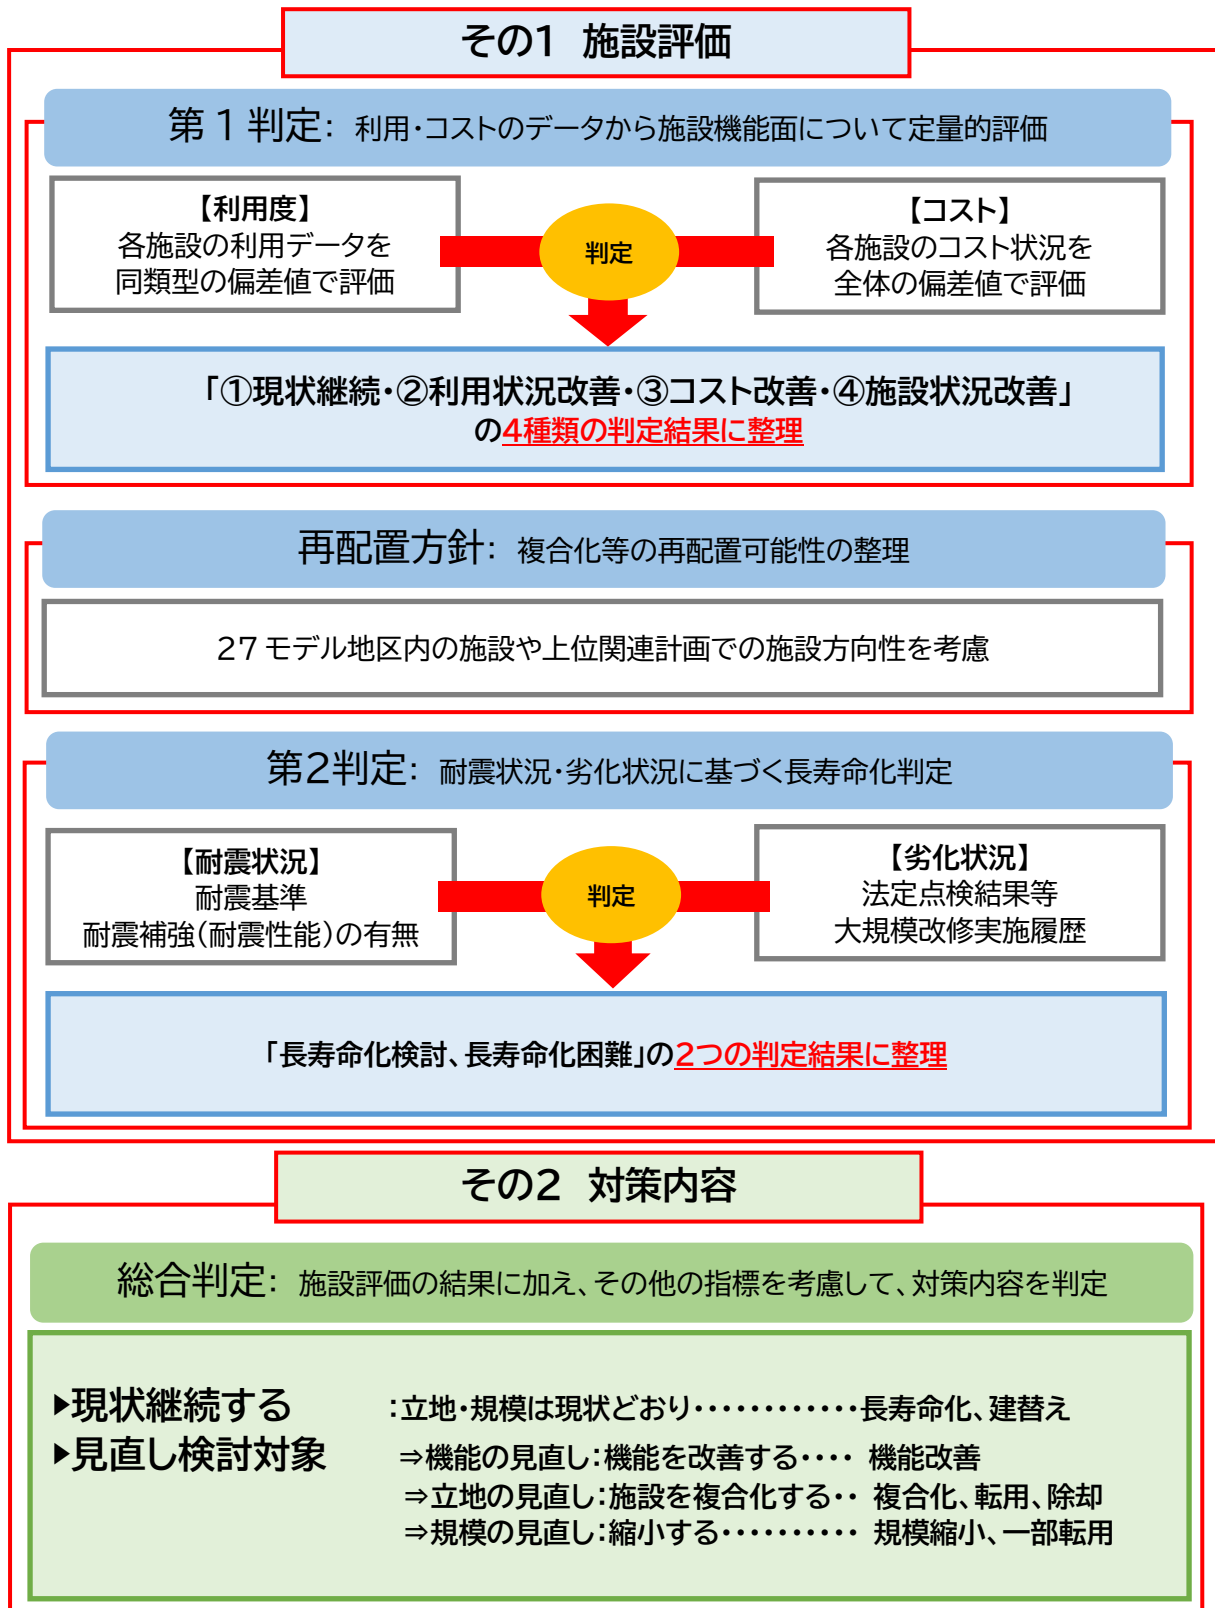 その1 施設評価
第1判定： 利用・コストのデータから施設機能面について定量的評価
【利用度】
各施設の利用データを
同類型の偏差値で評価
判定
【コスト】
各施設のコスト状況を
全体の偏差値で評価
「①現状継続・②利用状況改善・③コスト改善・④施設状況改善」
の4種類の判定結果に整理
再配置方針： 複合化等の再配置可能性の整理
27モデル地区内の施設や上位関連計画での施設方向性を考慮
第2判定： 耐震状況・劣化状況に基づく長寿命化判定
【耐震状況】
耐震基準
耐震補強（耐震性能）の有無
判定
【劣化状況】
法定点検結果等
大規模改修実施履歴
「長寿命化検討、長寿命化困難」の2つの判定結果に整理
その2 対策内容
総合判定： 施設評価の結果に加え、その他の指標を考慮して、対策内容を判定
▶現状継続する ：立地・規模は現状どおり・・・・・・・・・・・・長寿命化、建替え
▶見直し検討対象 ⇒機能の見直し：機能を改善する・・・・ 機能改善
⇒立地の見直し：施設を複合化する・・ 複合化、転用、除却
⇒規模の見直し：縮小する・・・・・・・・・・ 規模縮小、一部転用